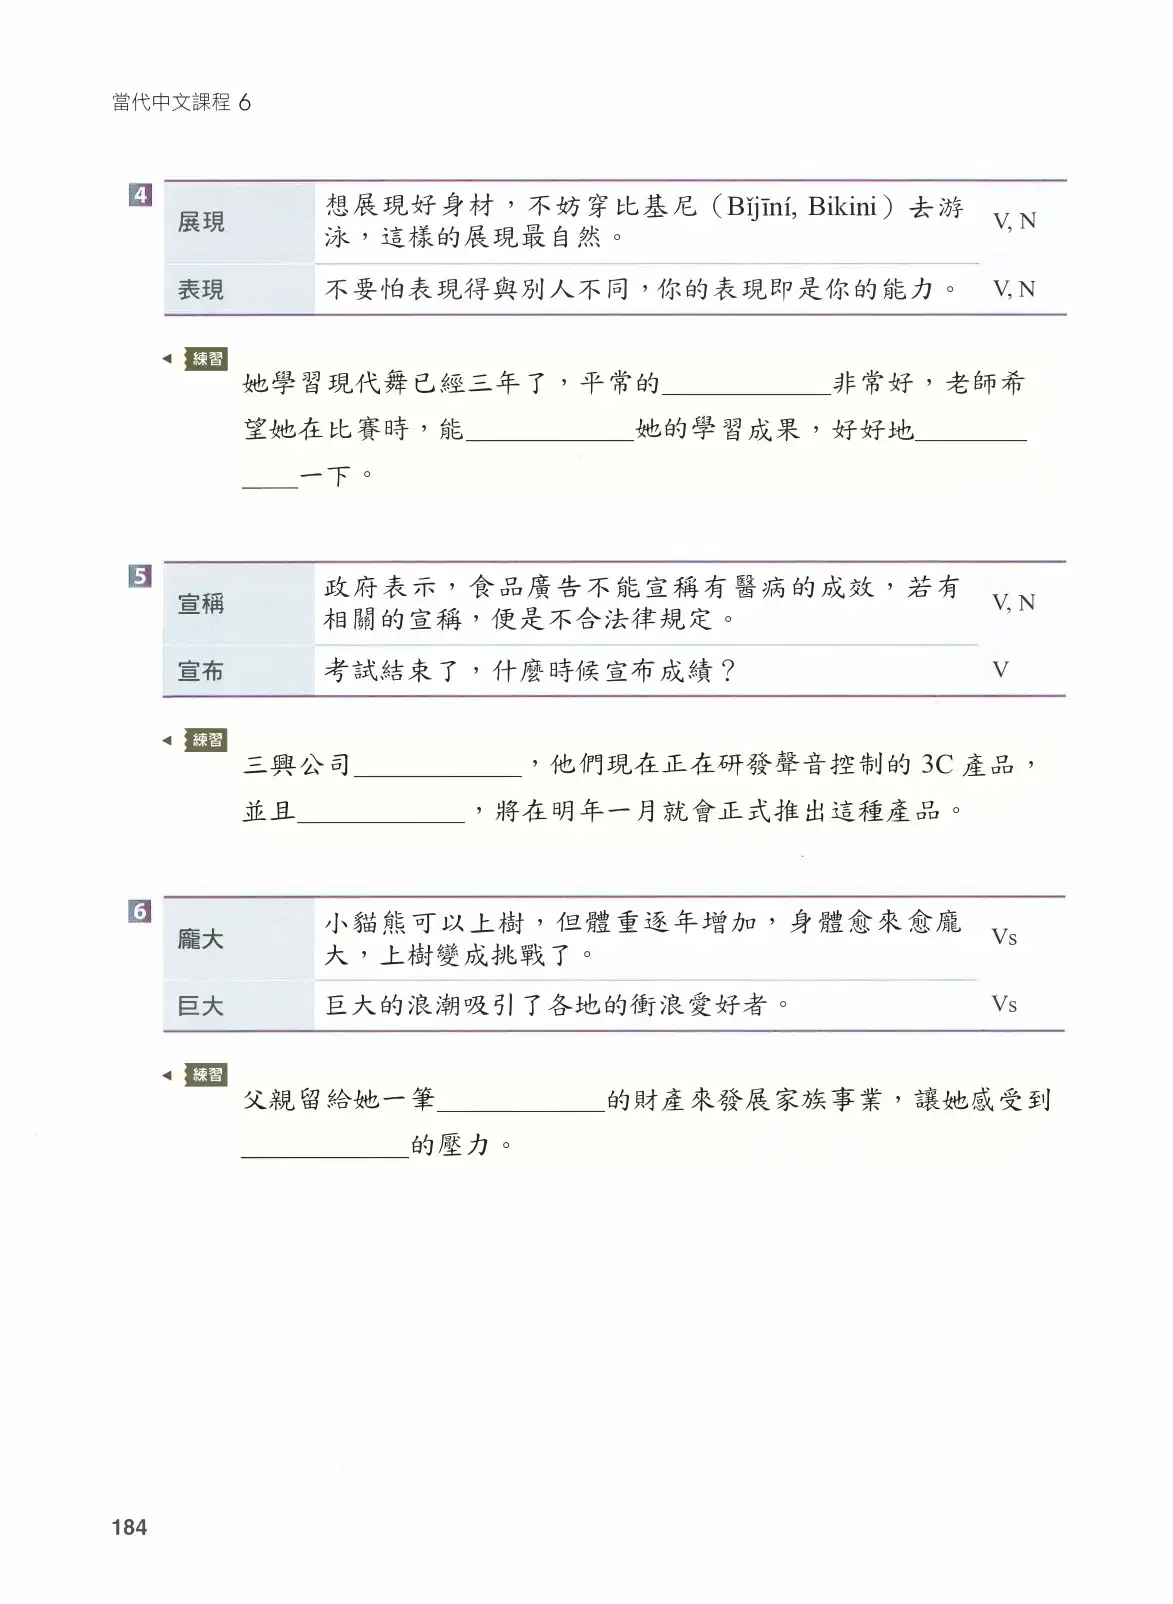 當代中文課程 6
4
展現
想展現好身材，不妨穿比基尼（Bǐjīní, Bikini）去游
泳，這樣的展現最自然。
V, N
表現
不要怕表現得與別人不同，你的表現即是你的能力。
V, N
練習
她學習現代舞已經三年了，平常的____________非常好，老師希
望她在比賽時，能____________她的學習成果，好好地________
____一下。
5
宣稱
政府表示，食品廣告不能宣稱有醫病的成效，若有
相關的宣稱，便是不合法律規定。
V, N
宣布
考試結束了，什麼時候宣布成績？
V
練習
三興公司____________，他們現在正在研發聲音控制的 3C 產品，
並且____________，將在明年一月就會正式推出這種產品。
6
龐大
小貓熊可以上樹，但體重逐年增加，身體愈來愈龐
大，上樹變成挑戰了。
Vs
巨大
巨大的浪潮吸引了各地的衝浪愛好者。
Vs
練習
父親留給她一筆____________的財產來發展家族事業，讓她感受到
____________的壓力。
184